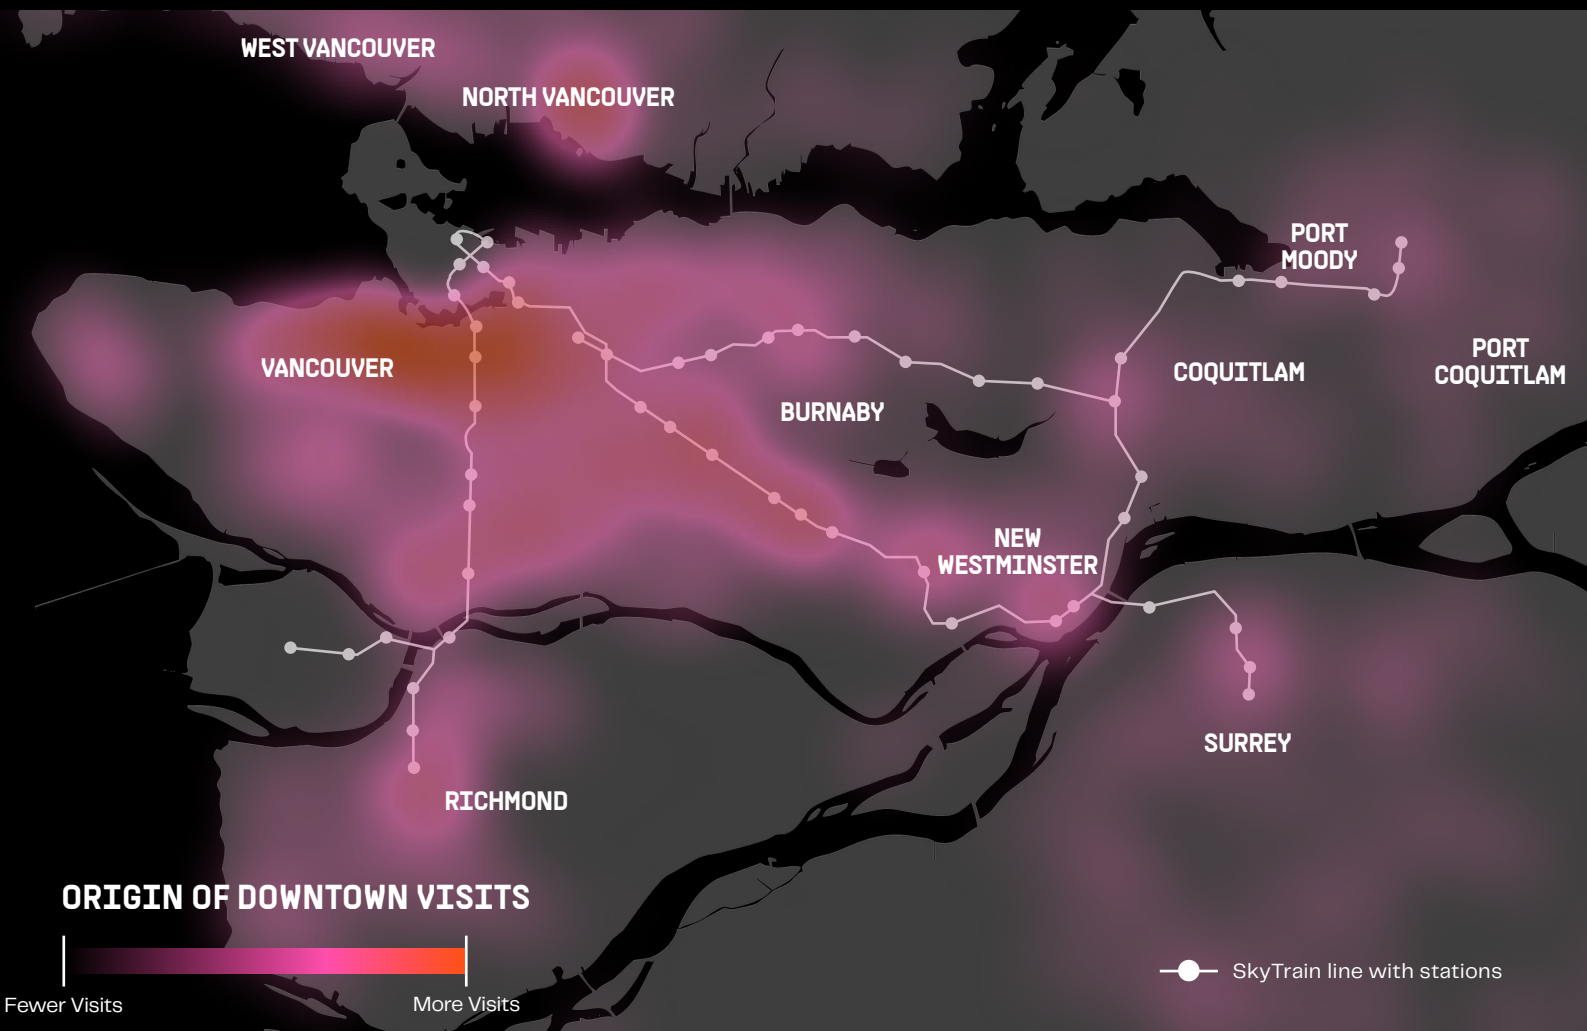 WEST VANCOUVER
NORTH VANCOUVER
PORT
MOODY
PORT
COQUITLAM
COQUITLAM
VANCOUVER
BURNABY
NEW
WESTMINSTER
SURREY
RICHMOND
ORIGIN OF DOWNTOWN VISITS
Fewer Visits
More Visits
SkyTrain line with stations